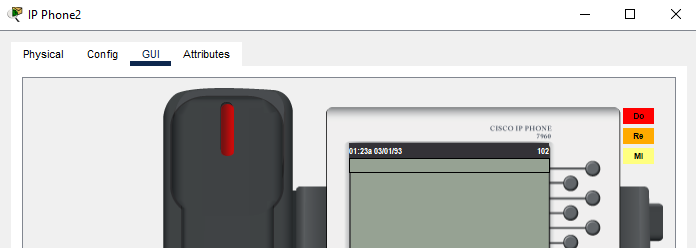 IP Phone2
Physical Config GUI Attributes
CISCO IP PHONE
7960
Do
Re
Mi
01:23a 03/01/93 102